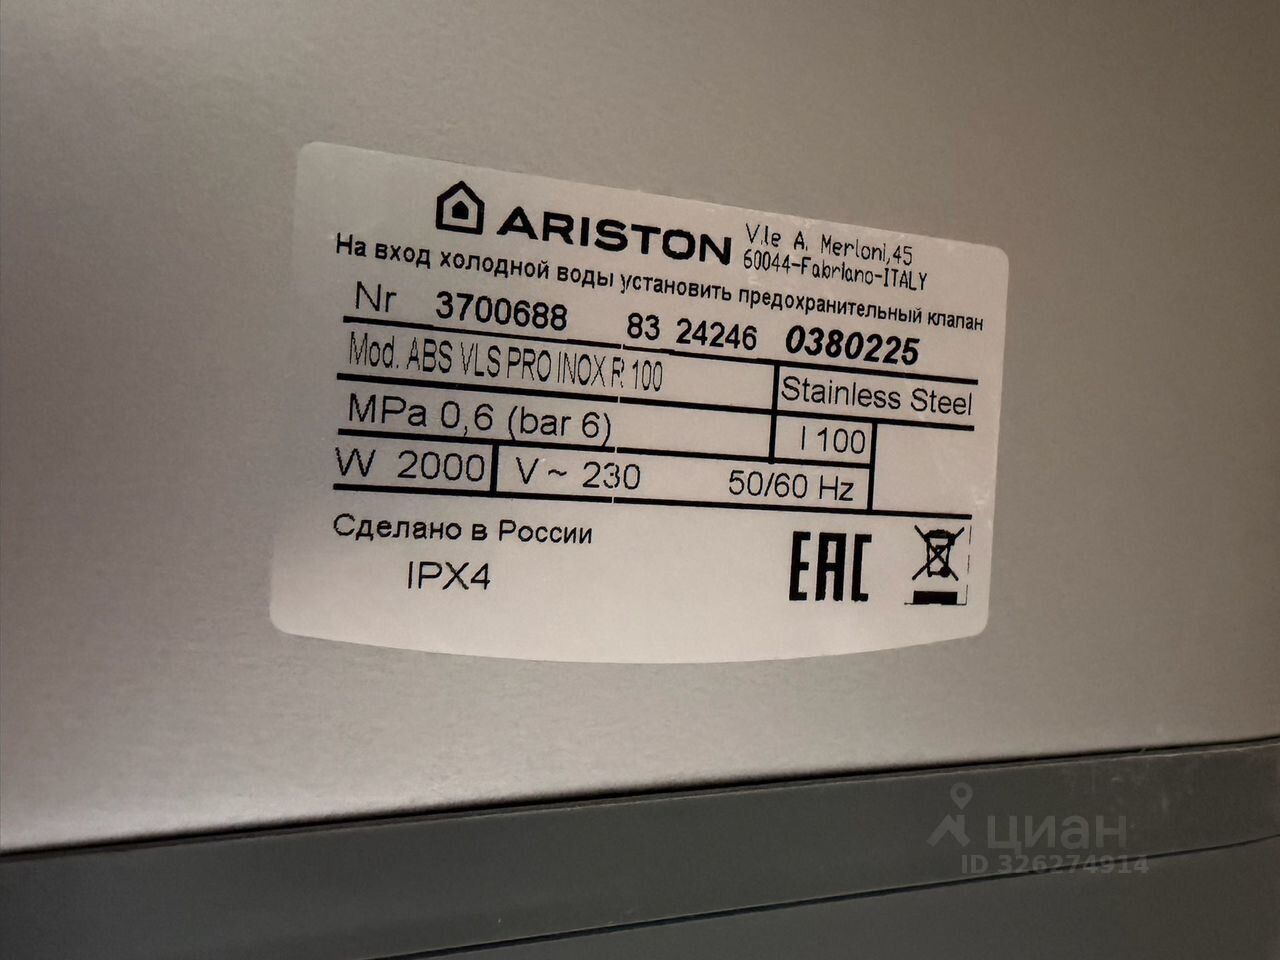 ARISTON V.le A. Merloni,45
60044-Fabriano-ITALY
На вход холодной воды установить предохранительный клапан
Nr 3700688 83 24246 0380225
Mod. ABS VLS PRO INOX R 100 Stainless Steel
MPa 0,6 (bar 6) l 100
W 2000 V ~ 230 50/60 Hz
Сделано в России
IPX4
EAC
циан
ID 326274914